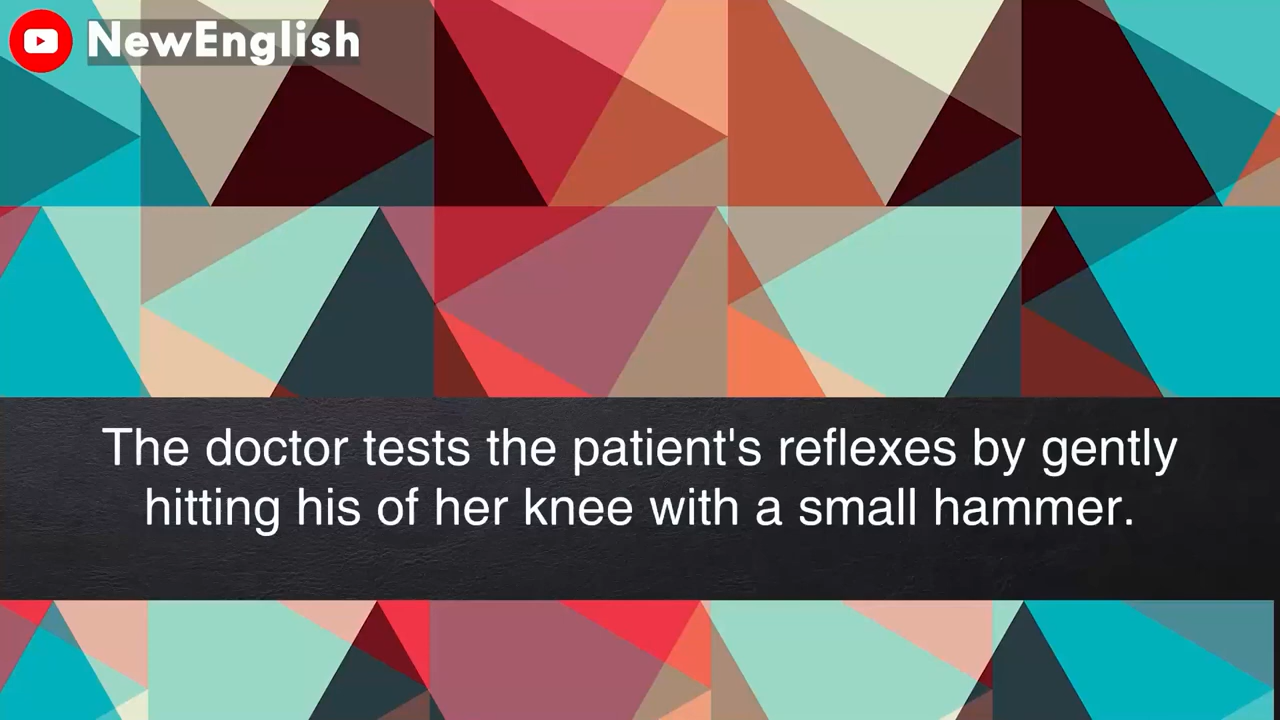 NewEnglish
The doctor tests the patient's reflexes by gently
hitting his of her knee with a small hammer.